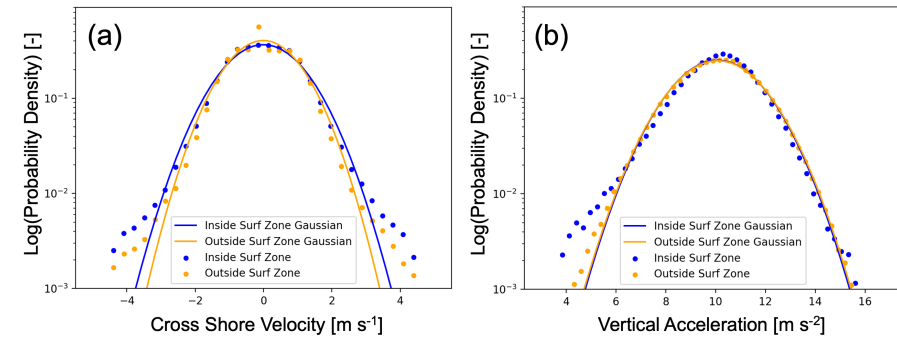 (a)
Log(Probability Density) [-]
10⁻¹
10⁻²
10⁻³
Inside Surf Zone Gaussian
Outside Surf Zone Gaussian
Inside Surf Zone
Outside Surf Zone
−4 −2 0 2 4
Cross Shore Velocity [m s⁻¹]
(b)
Log(Probability Density) [-]
10⁻¹
10⁻²
10⁻³
Inside Surf Zone Gaussian
Outside Surf Zone Gaussian
Inside Surf Zone
Outside Surf Zone
4 6 8 10 12 14 16
Vertical Acceleration [m s⁻²]